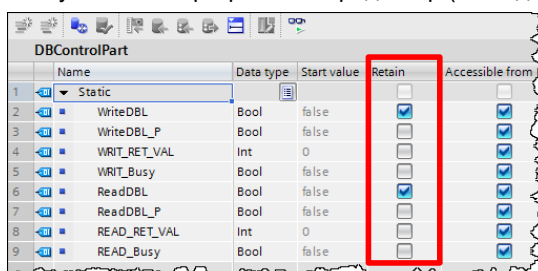 DBControlPart
Name Data type Start value Retain Accessible from
1 Static
2 WriteDBL Bool false
3 WriteDBL_P Bool false
4 WRIT_RET_VAL Int 0
5 WRIT_Busy Bool false
6 ReadDBL Bool false
7 ReadDBL_P Bool false
8 READ_RET_VAL Int 0
9 READ_Busy Bool false